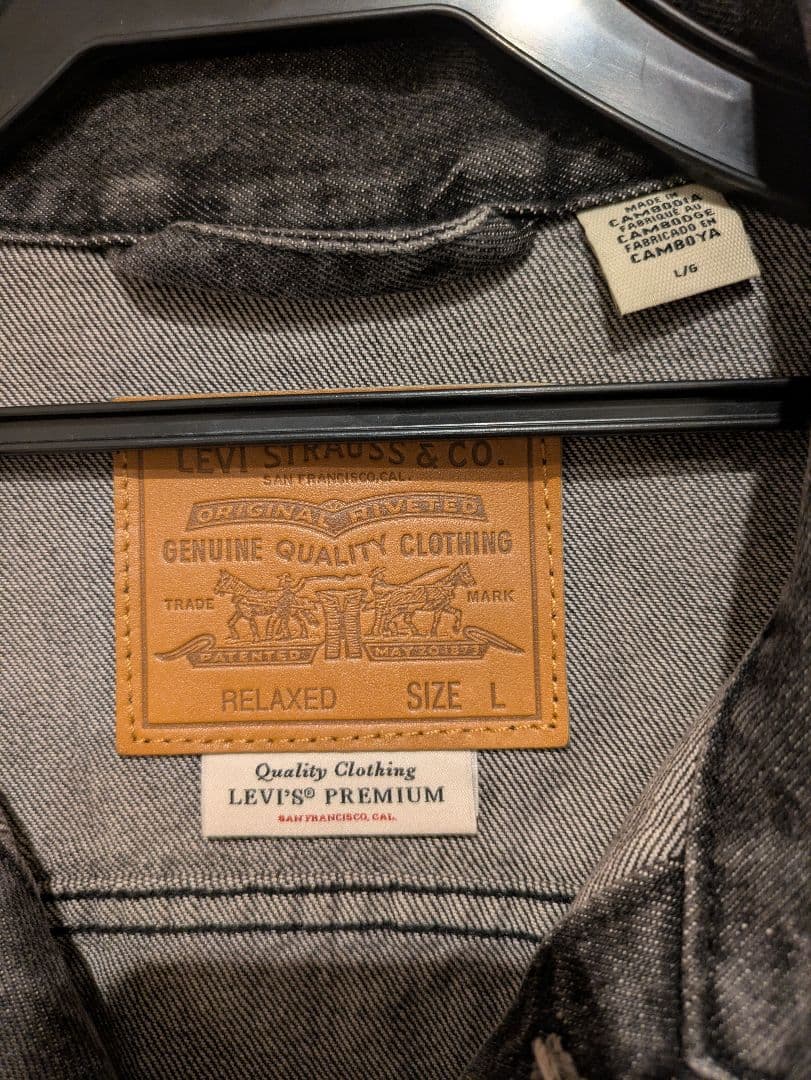 MADE IN
CAMBODIA
FABRIQUÉ AU
CAMBODGE
FABRICADO EN
CAMBOYA
L/G
LEVI STRAUSS & CO.
SAN FRANCISCO, CAL.
ORIGINAL RIVETED
GENUINE QUALITY CLOTHING
TRADE MARK
PATENTED MAY 20 1873
RELAXED SIZE L
Quality Clothing
LEVI'S® PREMIUM
SAN FRANCISCO, CAL.